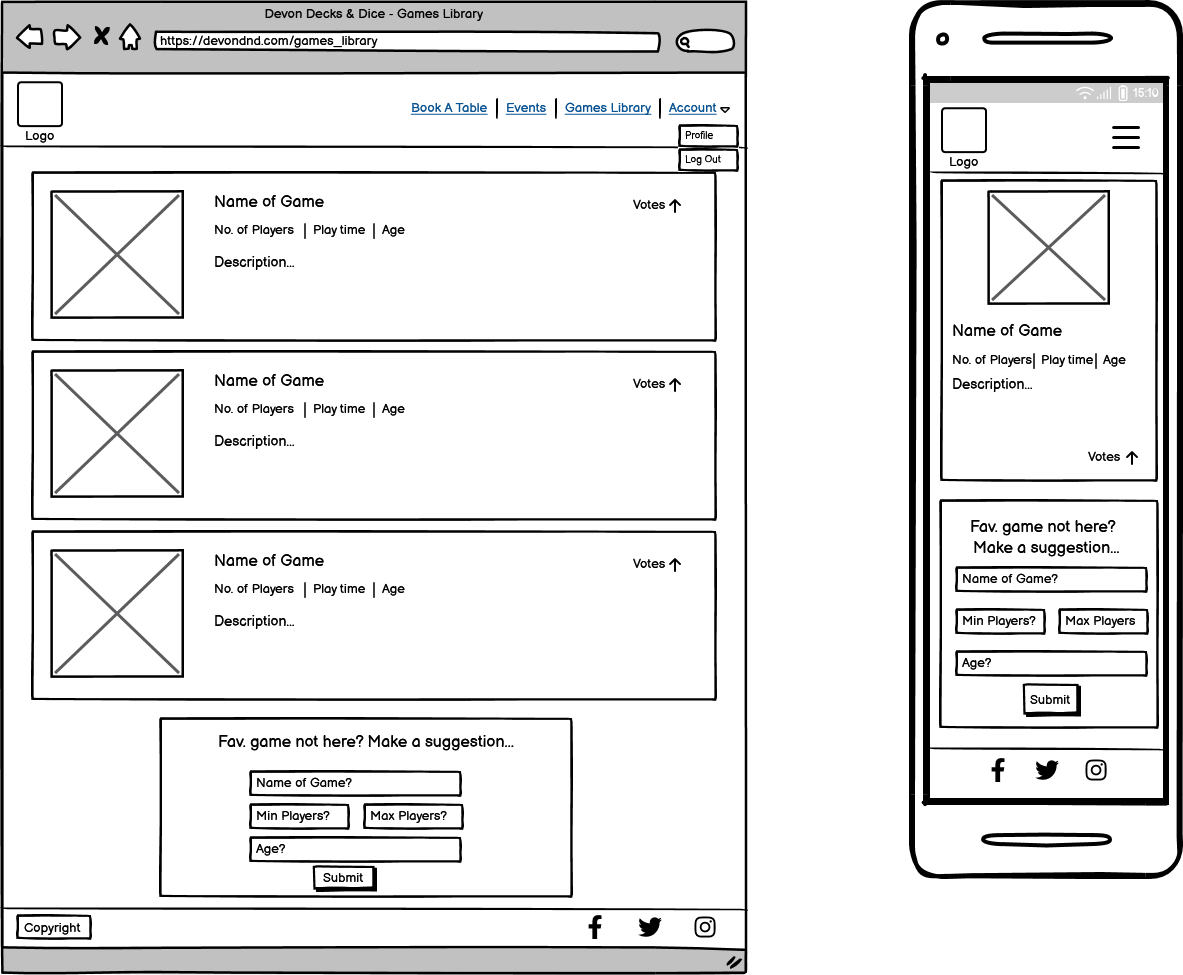 Devon Decks & Dice - Games Library
https://devondnd.com/games_library
Logo
Book A Table
Events
Games Library
Account
Profile
Log Out
Name of Game
Votes
No. of Players | Play time | Age
Description...
Name of Game
Votes
No. of Players | Play time | Age
Description...
Name of Game
Votes
No. of Players | Play time | Age
Description...
Fav. game not here? Make a suggestion...
Name of Game?
Min Players?
Max Players?
Age?
Submit
Copyright
15:10
Logo
Name of Game
No. of Players| Play time| Age
Description...
Votes
Fav. game not here?
Make a suggestion...
Name of Game?
Min Players?
Max Players
Age?
Submit